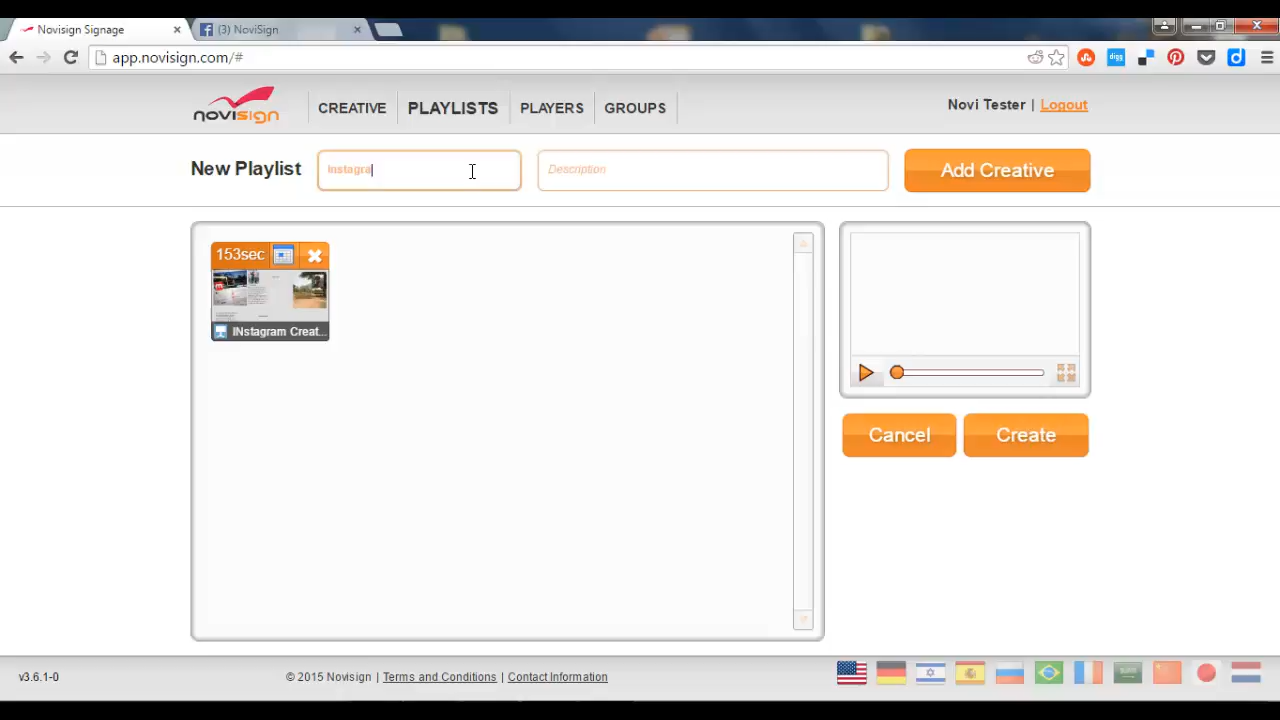 Novisign Signage
(3) NoviSign
app.novisign.com/#
digg
novisign
CREATIVE
PLAYLISTS
PLAYERS
GROUPS
Novi Tester | Logout
New Playlist
Instagra
Description
Add Creative
153sec
INstagram Creat...
Cancel
Create
v3.6.1-0
© 2015 Novisign | Terms and Conditions | Contact Information